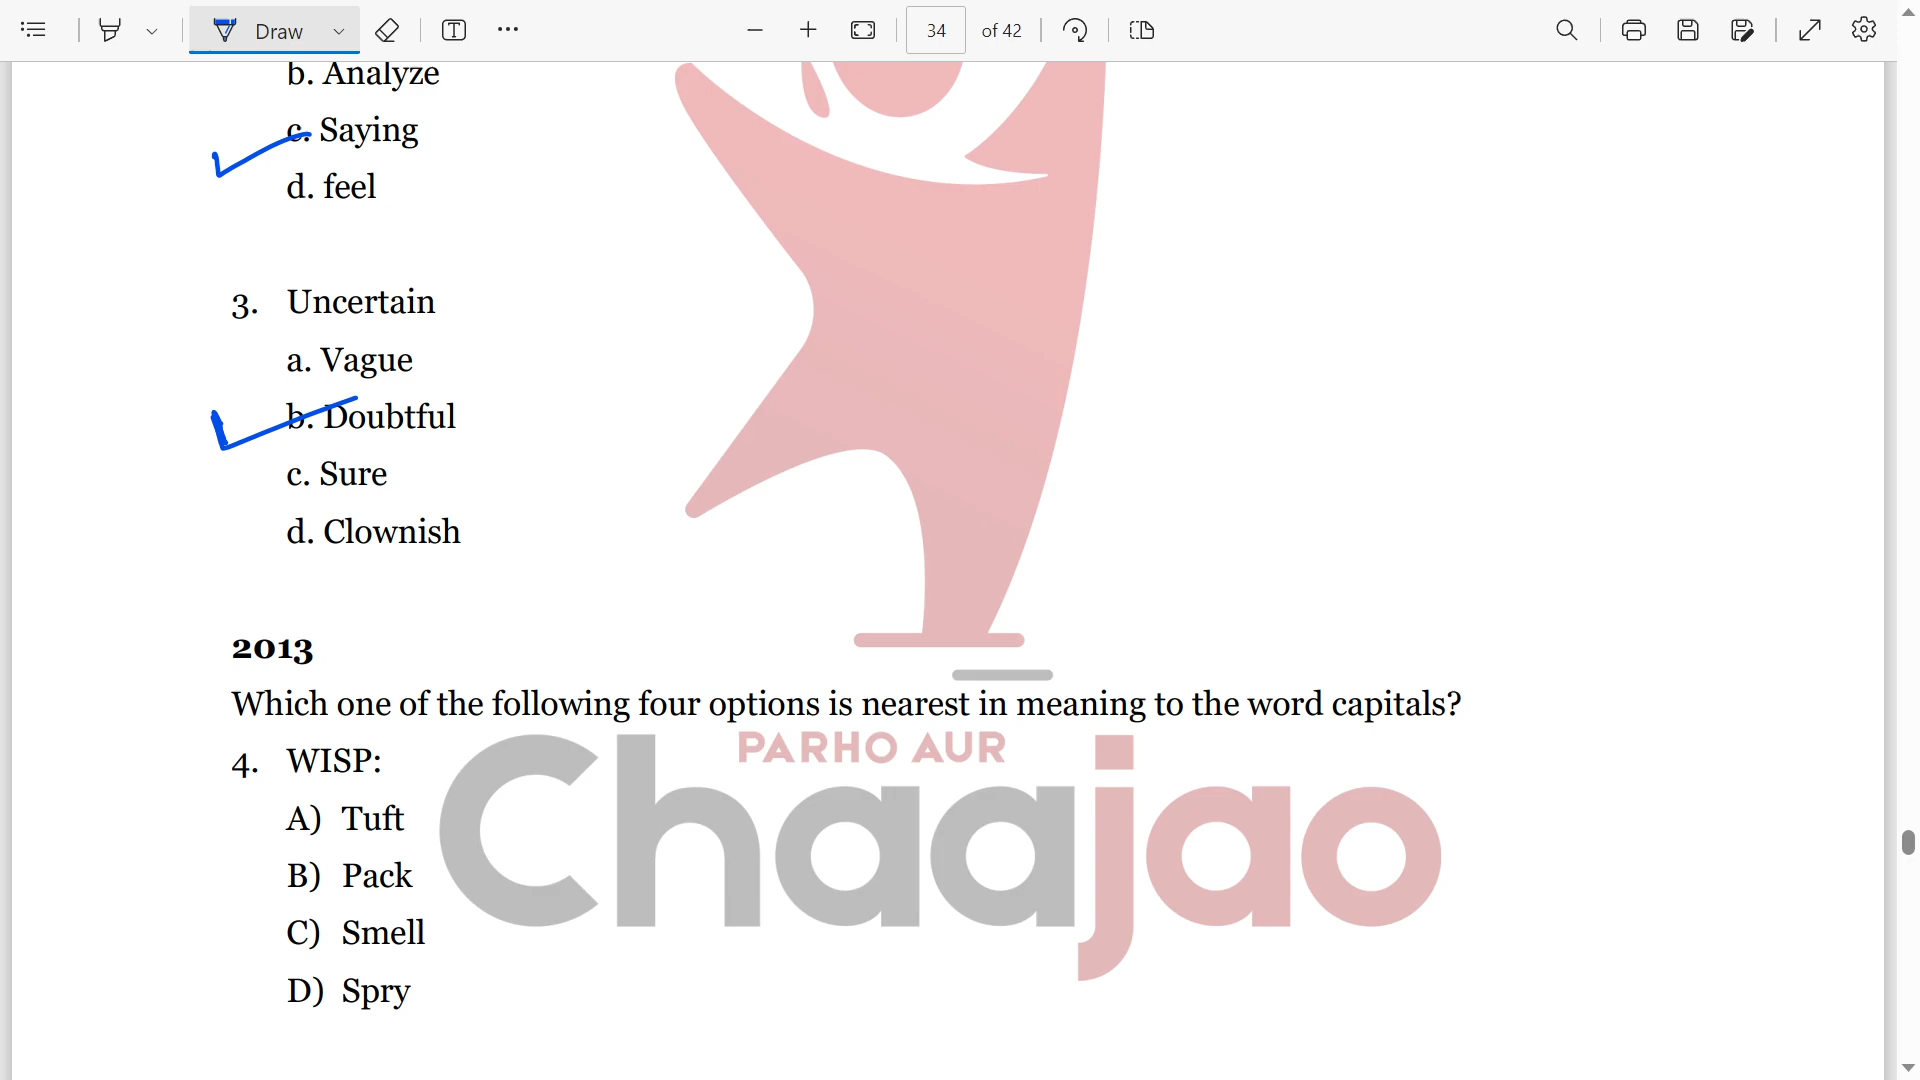 Draw
34 of 42
b. Analyze
c. Saying
d. feel
3. Uncertain
a. Vague
b. Doubtful
c. Sure
d. Clownish
2013
Which one of the following four options is nearest in meaning to the word capitals?
PARHO AUR
Chaajao
4. WISP:
A) Tuft
B) Pack
C) Smell
D) Spry